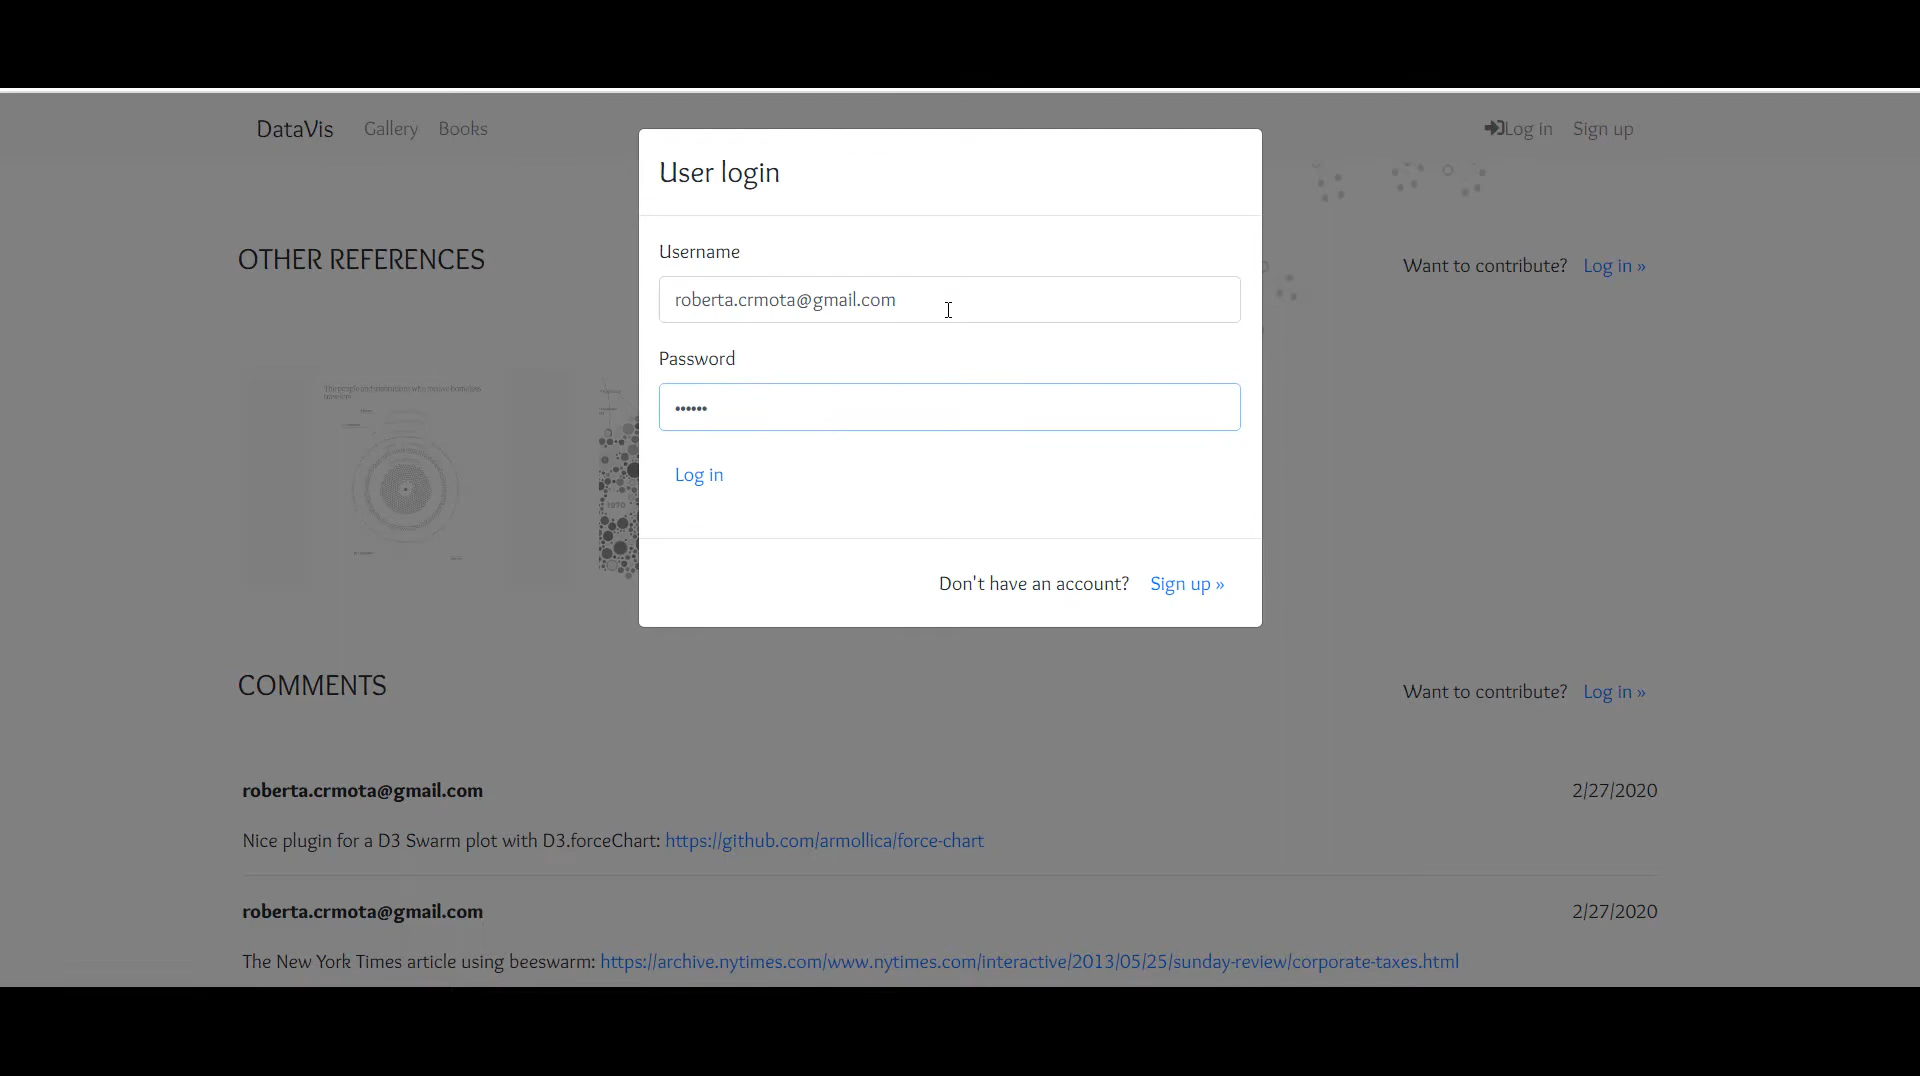 DataVis Gallery Books Log in Sign up
User login
Username
roberta.crmota@gmail.com
Password
••••••
Log in
Don't have an account? Sign up »
OTHER REFERENCES
Want to contribute? Log in »
1970
COMMENTS
Want to contribute? Log in »
roberta.crmota@gmail.com 2/27/2020
Nice plugin for a D3 Swarm plot with D3.forceChart: https://github.com/armollica/force-chart
roberta.crmota@gmail.com 2/27/2020
The New York Times article using beeswarm: https://archive.nytimes.com/www.nytimes.com/interactive/2013/05/25/sunday-review/corporate-taxes.html